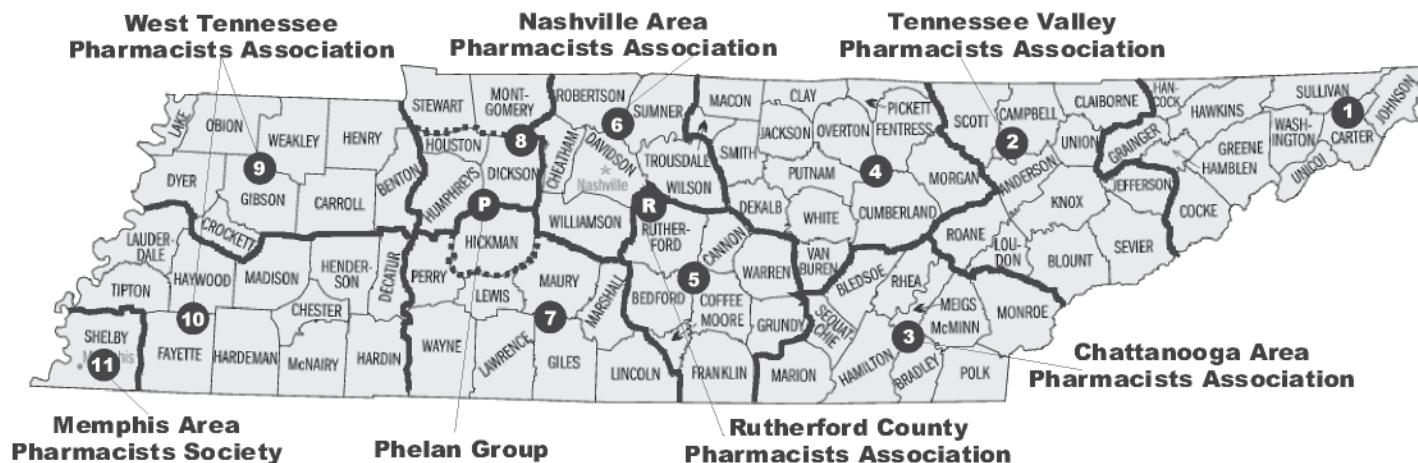 West Tennessee
Pharmacists Association
Nashville Area
Pharmacists Association
Tennessee Valley
Pharmacists Association
LAKE
OBION
WEAKLEY
HENRY
DYER
GIBSON
CARROLL
BENTON
CROCKETT
9
STEWART
MONT-
GOMERY
HOUSTON
HUMPHREYS
DICKSON
8
P
HICKMAN
ROBERTSON
SUMNER
6
CHEATHAM
DAVIDSON
Nashville
TROUSDALE
WILSON
WILLIAMSON
R
MACON
CLAY
PICKETT
JACKSON
OVERTON
FENTRESS
SMITH
PUTNAM
4
MORGAN
DEKALB
WHITE
CUMBERLAND
VAN
BUREN
SCOTT
CAMPBELL
CLAIBORNE
2
UNION
ANDERSON
KNOX
ROANE
LOU-
DON
BLOUNT
SEVIER
JEFFERSON
HAN-
COCK
HAWKINS
SULLIVAN
1
JOHNSON
CARTER
WASH-
INGTON
UNICOI
GREENE
HAMBLEN
GRAINGER
COCKE
LAUDER-
DALE
HAYWOOD
MADISON
HENDER-
SON
DECATUR
TIPTON
10
CHESTER
SHELBY
Memphis
11
FAYETTE
HARDEMAN
McNAIRY
HARDIN
PERRY
LEWIS
MAURY
MARSHALL
7
WAYNE
LAWRENCE
GILES
LINCOLN
RUTHER-
FORD
CANNON
WARREN
5
BEDFORD
COFFEE
MOORE
GRUNDY
FRANKLIN
BLEDSOE
RHEA
MEIGS
McMINN
MONROE
SEQUAT-
CHIE
3
MARION
HAMILTON
BRADLEY
POLK
Memphis Area
Pharmacists Society
Phelan Group
Rutherford County
Pharmacists Association
Chattanooga Area
Pharmacists Association